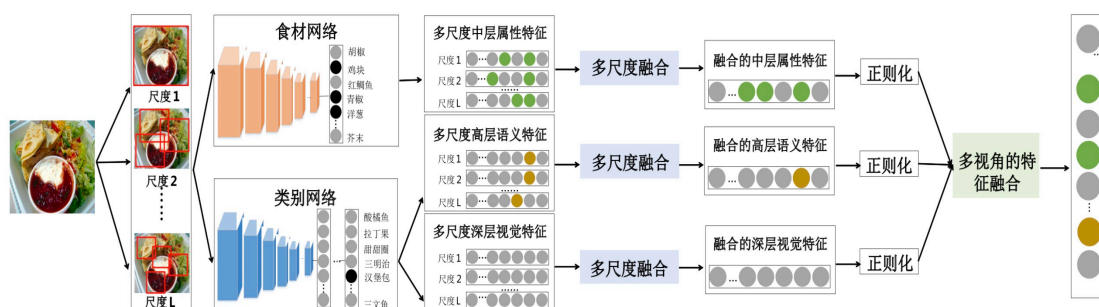 尺度1
尺度2
......
尺度L
食材网络
胡椒
鸡块
红鲷鱼
青椒
洋葱
芥末
类别网络
酸橘鱼
拉丁果
甜甜圈
三明治
汉堡包
三文鱼
多尺度中层属性特征
尺度1
尺度2
......
尺度L
多尺度高层语义特征
尺度1
尺度2
......
尺度L
多尺度深层视觉特征
尺度1
尺度2
......
尺度L
多尺度融合
多尺度融合
多尺度融合
融合的中层属性特征
融合的高层语义特征
融合的深层视觉特征
正则化
正则化
正则化
多视角的特
征融合